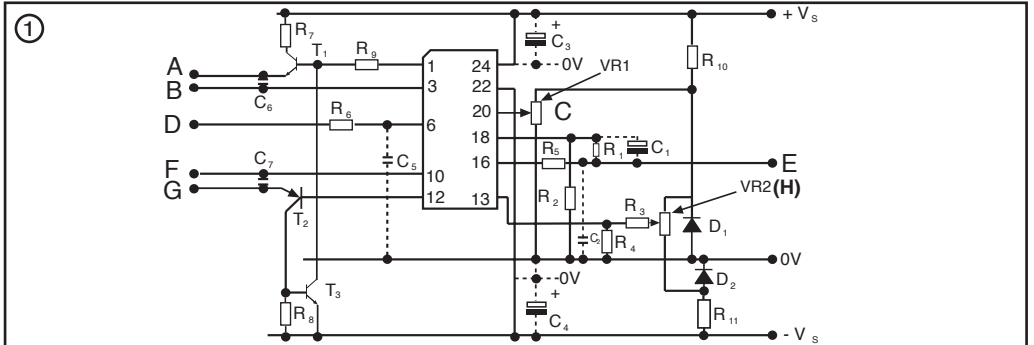 1
+ Vs
R7
T1
R9
C3
+
0V
VR1
R10
A
B
C6
1
3
24
22
20
C
D
R6
6
18
C5
R5
R1
C1
16
E
F
C7
G
10
12
13
T2
R2
C2
R3
R4
VR2(H)
D1
0V
0V
T3
D2
+
C4
R8
R11
- Vs